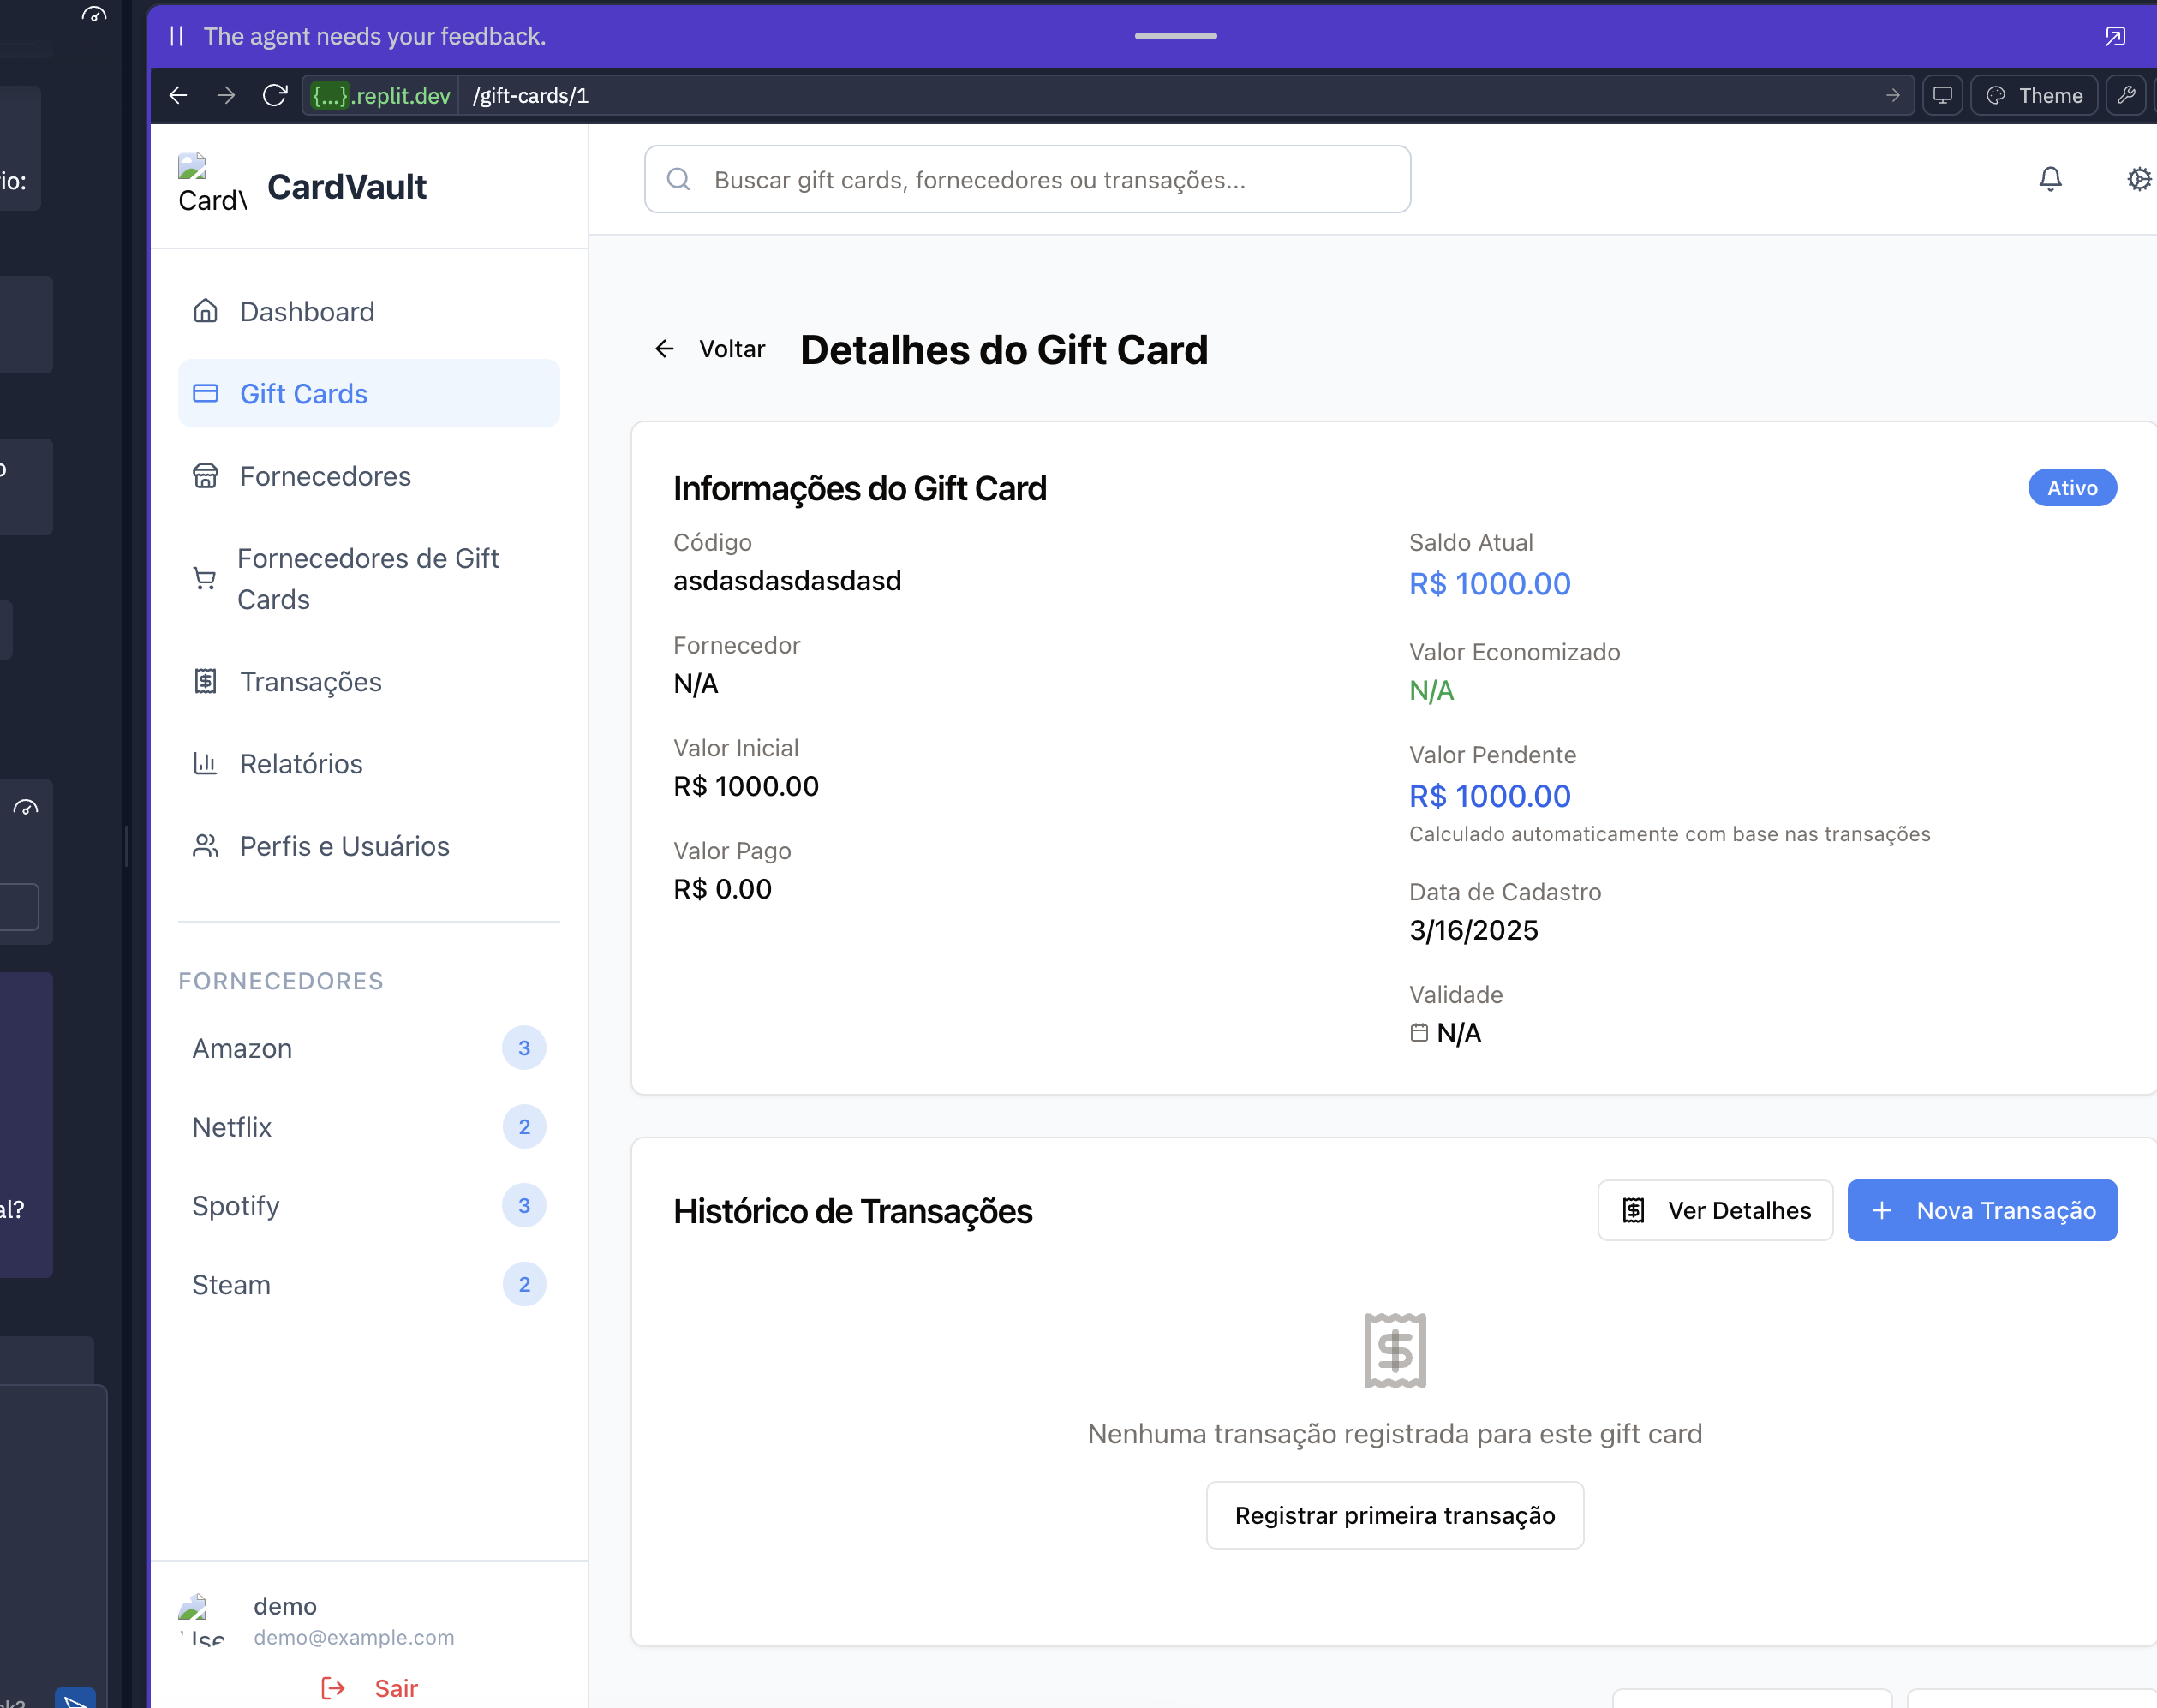 The agent needs your feedback.
{...}.replit.dev /gift-cards/1
Theme
io:
al?
CardVault
Buscar gift cards, fornecedores ou transações...
Dashboard
Gift Cards
Fornecedores
Fornecedores de Gift
Cards
Transações
Relatórios
Perfis e Usuários
FORNECEDORES
Amazon 3
Netflix 2
Spotify 3
Steam 2
demo
demo@example.com
Sair
Voltar
Detalhes do Gift Card
Informações do Gift Card
Ativo
Código
asdasdasdasdasd
Fornecedor
N/A
Valor Inicial
R$ 1000.00
Valor Pago
R$ 0.00
Saldo Atual
R$ 1000.00
Valor Economizado
N/A
Valor Pendente
R$ 1000.00
Calculado automaticamente com base nas transações
Data de Cadastro
3/16/2025
Validade
N/A
Histórico de Transações
Ver Detalhes
Nova Transação
Nenhuma transação registrada para este gift card
Registrar primeira transação